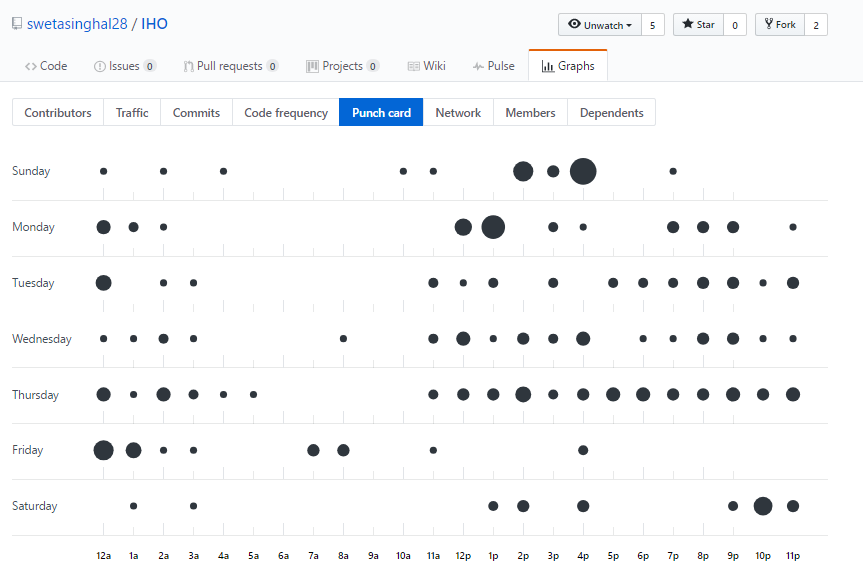 swetasinghal28 / IHO
Unwatch 5 Star 0 Fork 2
Code Issues 0 Pull requests 0 Projects 0 Wiki Pulse Graphs
Contributors Traffic Commits Code frequency Punch card Network Members Dependents
Sunday
Monday
Tuesday
Wednesday
Thursday
Friday
Saturday
12a 1a 2a 3a 4a 5a 6a 7a 8a 9a 10a 11a 12p 1p 2p 3p 4p 5p 6p 7p 8p 9p 10p 11p